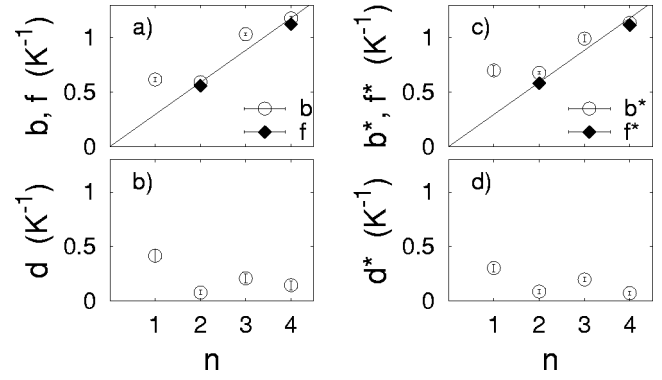 a)
b, f (K⁻¹)
1
0.5
0
b
f
c)
b*, f* (K⁻¹)
1
0.5
0
b*
f*
b)
d (K⁻¹)
1
0.5
0
1 2 3 4
n
d)
d* (K⁻¹)
1
0.5
0
1 2 3 4
n